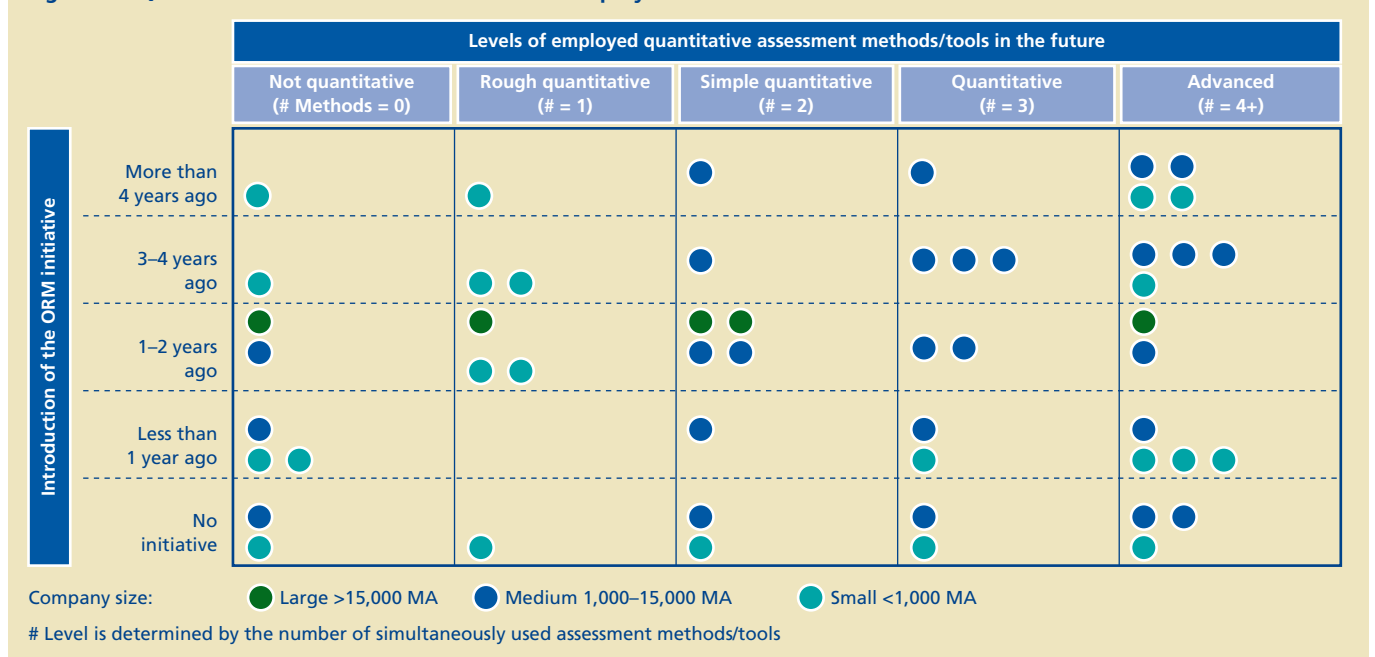 Levels of employed quantitative assessment methods/tools in the future
Not quantitative
(# Methods = 0)
Rough quantitative
(# = 1)
Simple quantitative
(# = 2)
Quantitative
(# = 3)
Advanced
(# = 4+)
Introduction of the ORM initiative
More than
4 years ago
3–4 years
ago
1–2 years
ago
Less than
1 year ago
No
initiative
Company size:
Large >15,000 MA
Medium 1,000–15,000 MA
Small <1,000 MA
# Level is determined by the number of simultaneously used assessment methods/tools